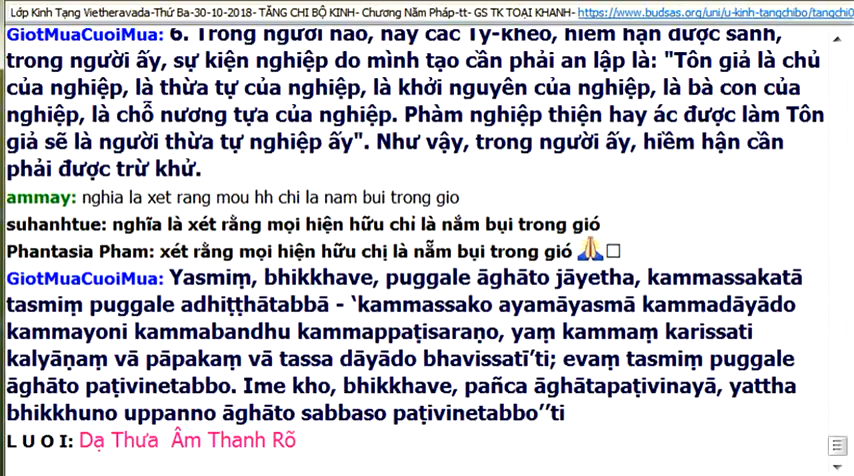 Lớp Kinh Tạng Vietheravada-Thứ Ba-30-10-2018- TĂNG CHI BỘ KINH- Chương Năm Pháp-tt- GS TK TOẠI KHANH- https://www.budsas.org/uni/u-kinh-tangchibo/tangchi0
GiotMuaCuoiMua: 6. Trong người nào, này các Tỷ-kheo, hiềm hận được sanh,
trong người ấy, sự kiện nghiệp do mình tạo cần phải an lập là: "Tôn giả là chủ
của nghiệp, là thừa tự của nghiệp, là khởi nguyên của nghiệp, là bà con của
nghiệp, là chỗ nương tựa của nghiệp. Phàm nghiệp thiện hay ác được làm Tôn
giả sẽ là người thừa tự nghiệp ấy". Như vậy, trong người ấy, hiềm hận cần
phải được trừ khử.
ammay: nghia la xet rang mou hh chi la nam bui trong gio
suhanhtue: nghĩa là xét rằng mọi hiện hữu chỉ là nắm bụi trong gió
Phantasia Pham: xét rằng mọi hiện hữu chị là nẵm bụi trong gió 🙏□
GiotMuaCuoiMua: Yasmiṃ, bhikkhave, puggale āghāto jāyetha, kammassakatā
tasmiṃ puggale adhiṭṭhātabbā - ‘kammassako ayamāyasmā kammadāyādo
kammayoni kammabandhu kammappaṭisaraṇo, yaṃ kammaṃ karissati
kalyāṇaṃ vā pāpakaṃ vā tassa dāyādo bhavissatī’ti; evaṃ tasmiṃ puggale
āghāto paṭivinetabbo. Ime kho, bhikkhave, pañca āghātapaṭivinayā, yattha
bhikkhuno uppanno āghāto sabbaso paṭivinetabbo’’ti
L U O I: Dạ Thưa Âm Thanh Rõ